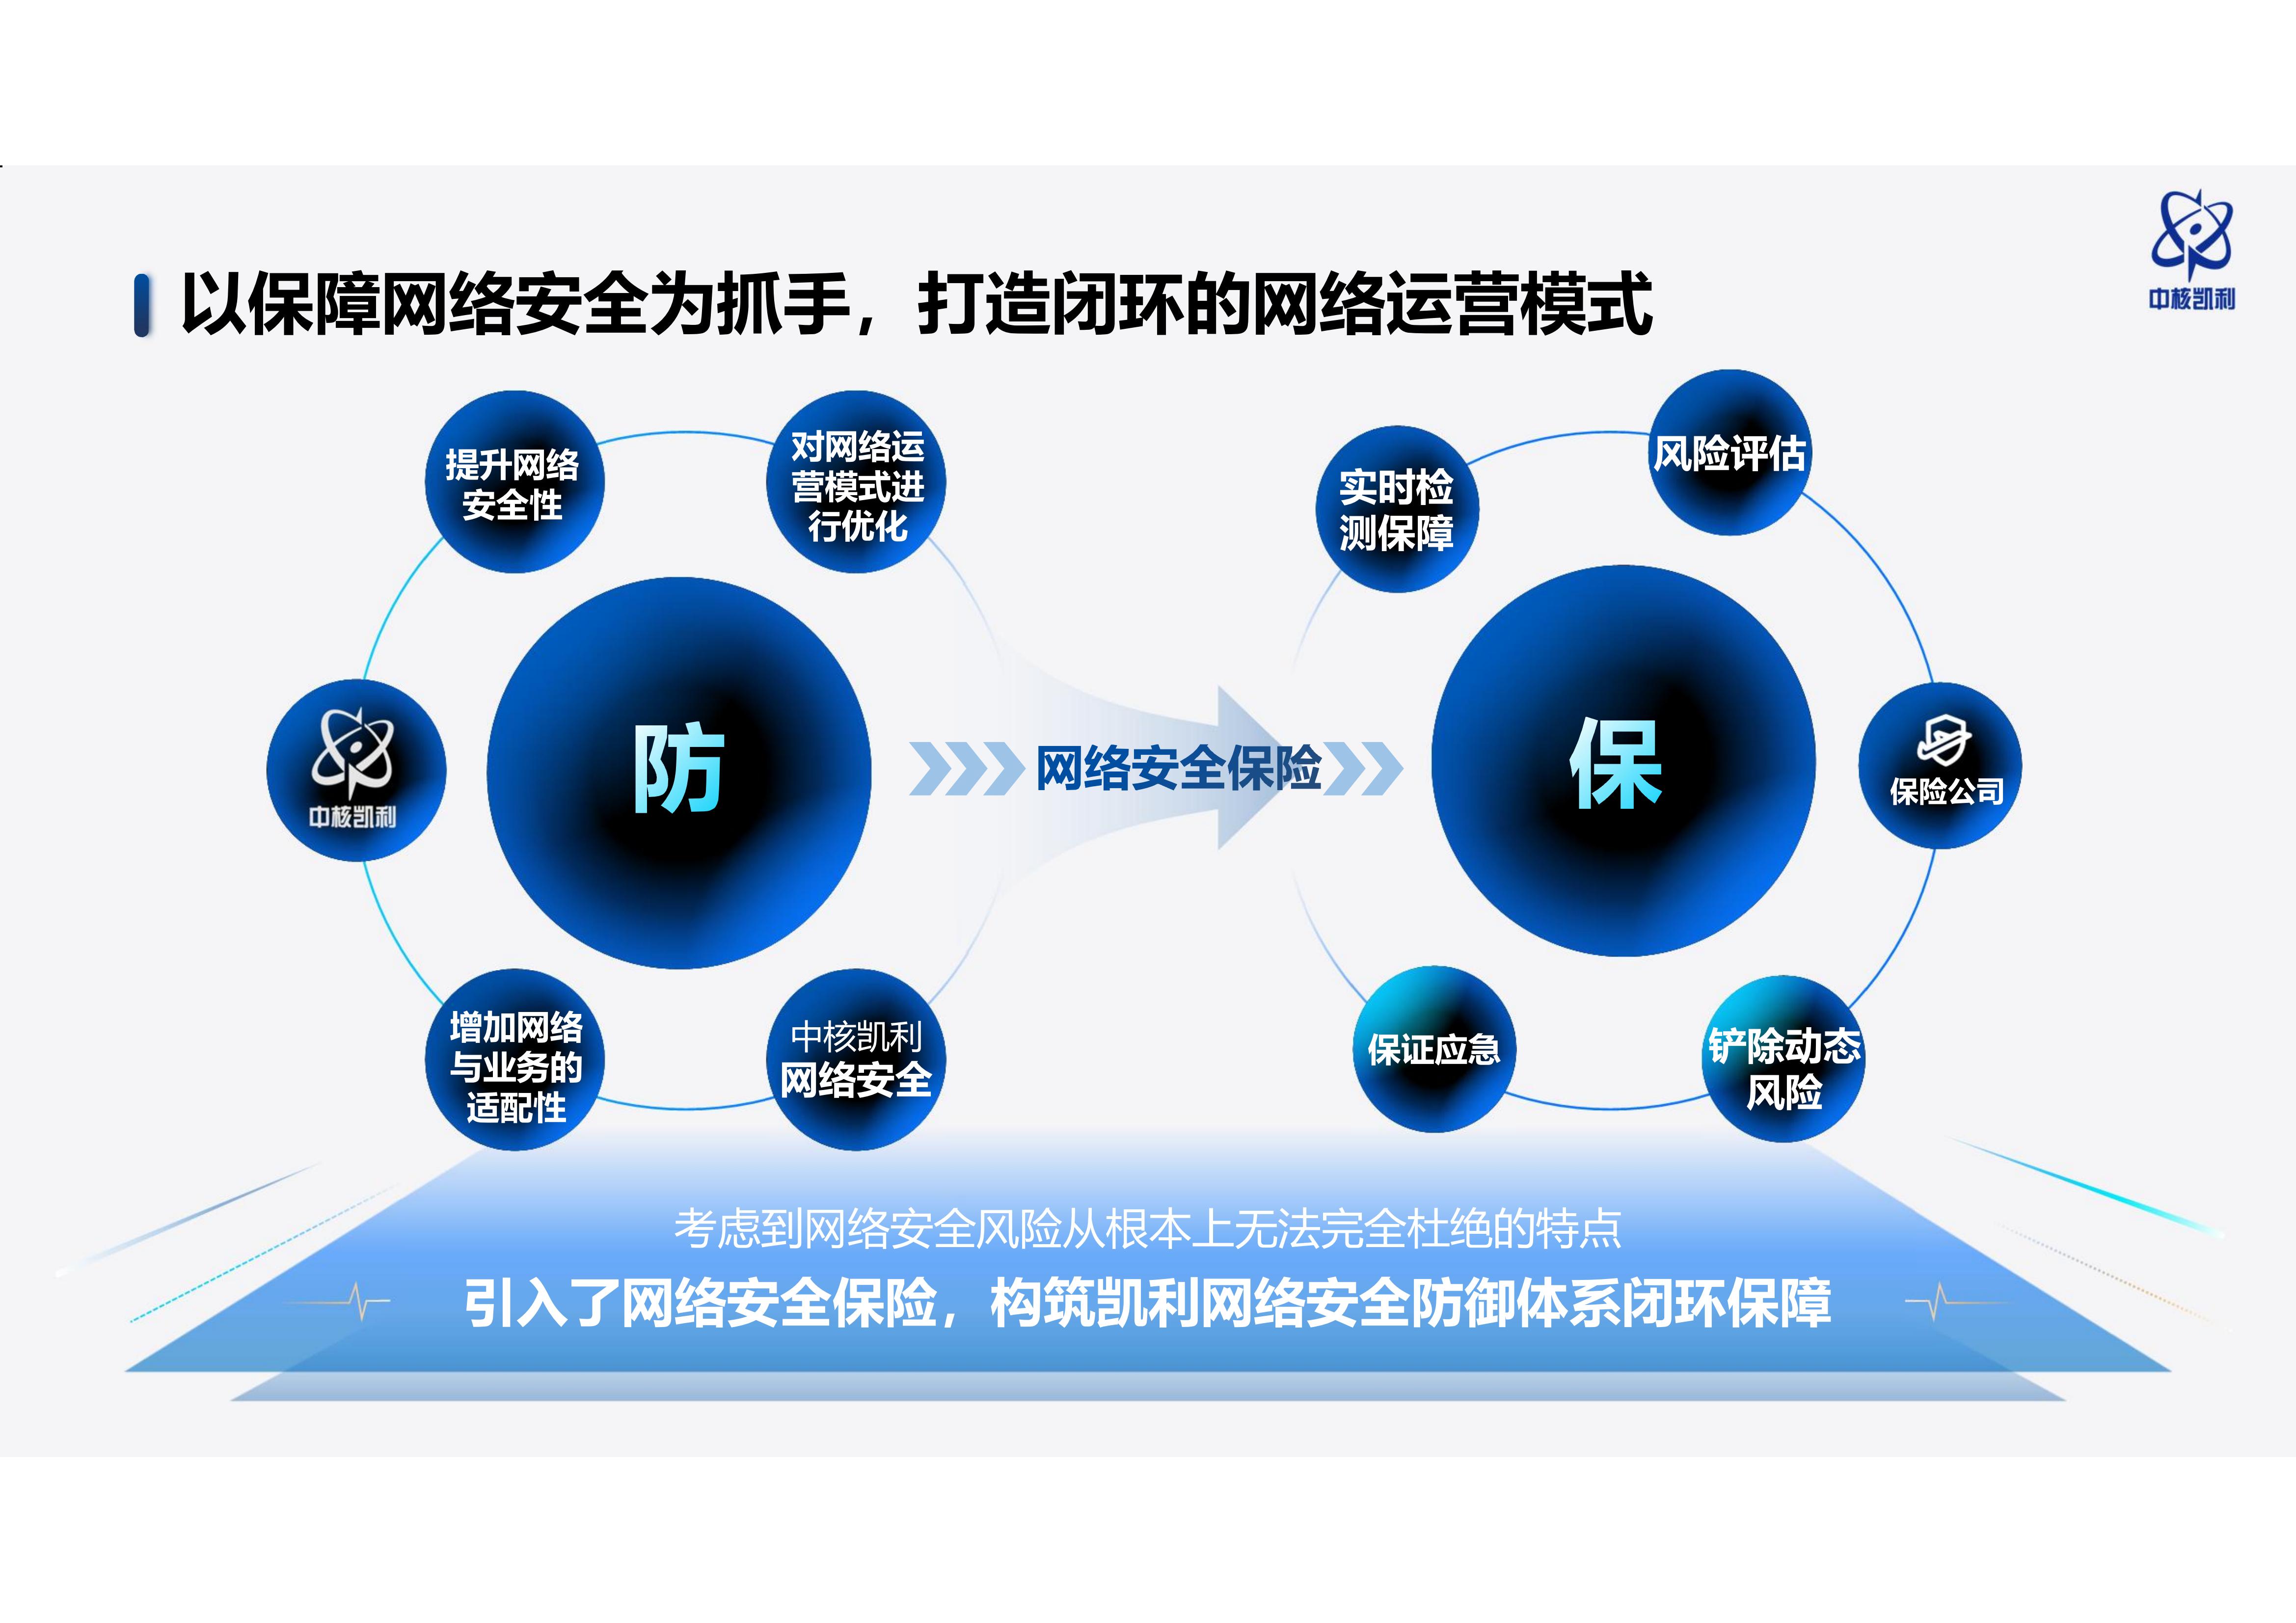 中核凯利
以保障网络安全为抓手，打造闭环的网络运营模式
提升网络
安全性
对网络运
营模式进
行优化
中核凯利
防
增加网络
与业务的
适配性
中核凯利
网络安全
网络安全保险
实时检
测保障
风险评估
保
保险公司
保证应急
铲除动态
风险
考虑到网络安全风险从根本上无法完全杜绝的特点
引入了网络安全保险，构筑凯利网络安全防御体系闭环保障